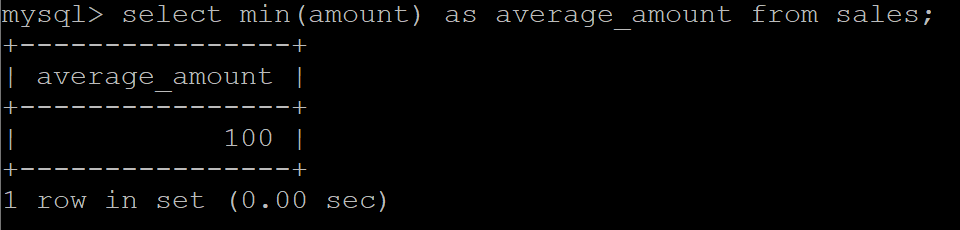 mysql> select min(amount) as average_amount from sales;
+----------------+
| average_amount |
+----------------+
|            100 |
+----------------+
1 row in set (0.00 sec)